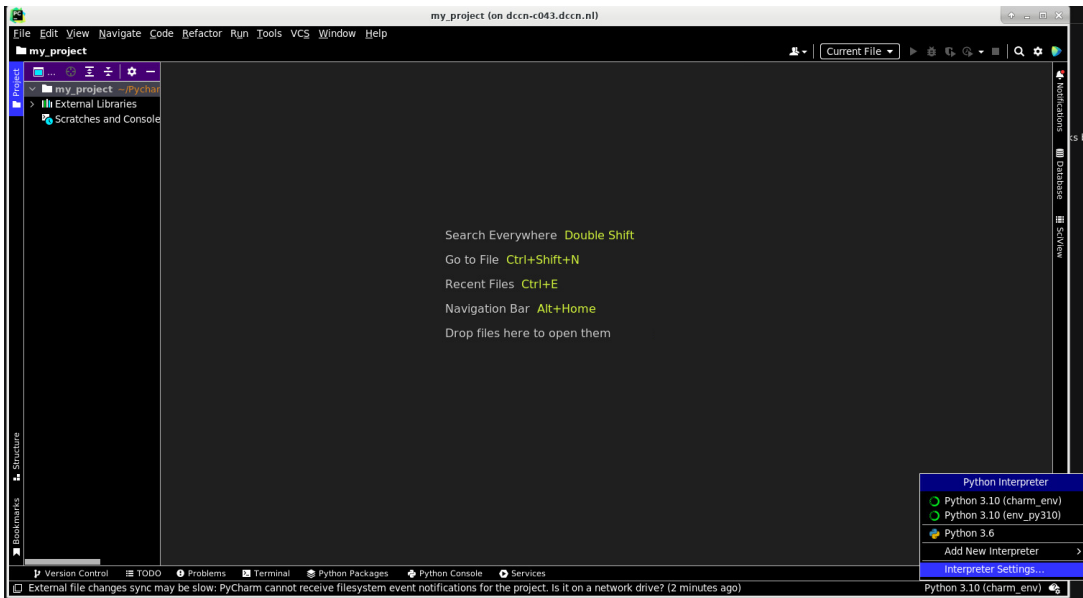 PC
my_project (on dccn-c043.dccn.nl)
File Edit View Navigate Code Refactor Run Tools VCS Window Help
my_project
Current File
Project
...
my_project ~/Pychar
External Libraries
Scratches and Console
Search Everywhere Double Shift
Go to File Ctrl+Shift+N
Recent Files Ctrl+E
Navigation Bar Alt+Home
Drop files here to open them
Notifications
Database
SciView
Structure
Bookmarks
Python Interpreter
Python 3.10 (charm_env)
Python 3.10 (env_py310)
Python 3.6
Add New Interpreter
Interpreter Settings...
Version Control TODO Problems Terminal Python Packages Python Console Services
External file changes sync may be slow: PyCharm cannot receive filesystem event notifications for the project. Is it on a network drive? (2 minutes ago)
Python 3.10 (charm_env)